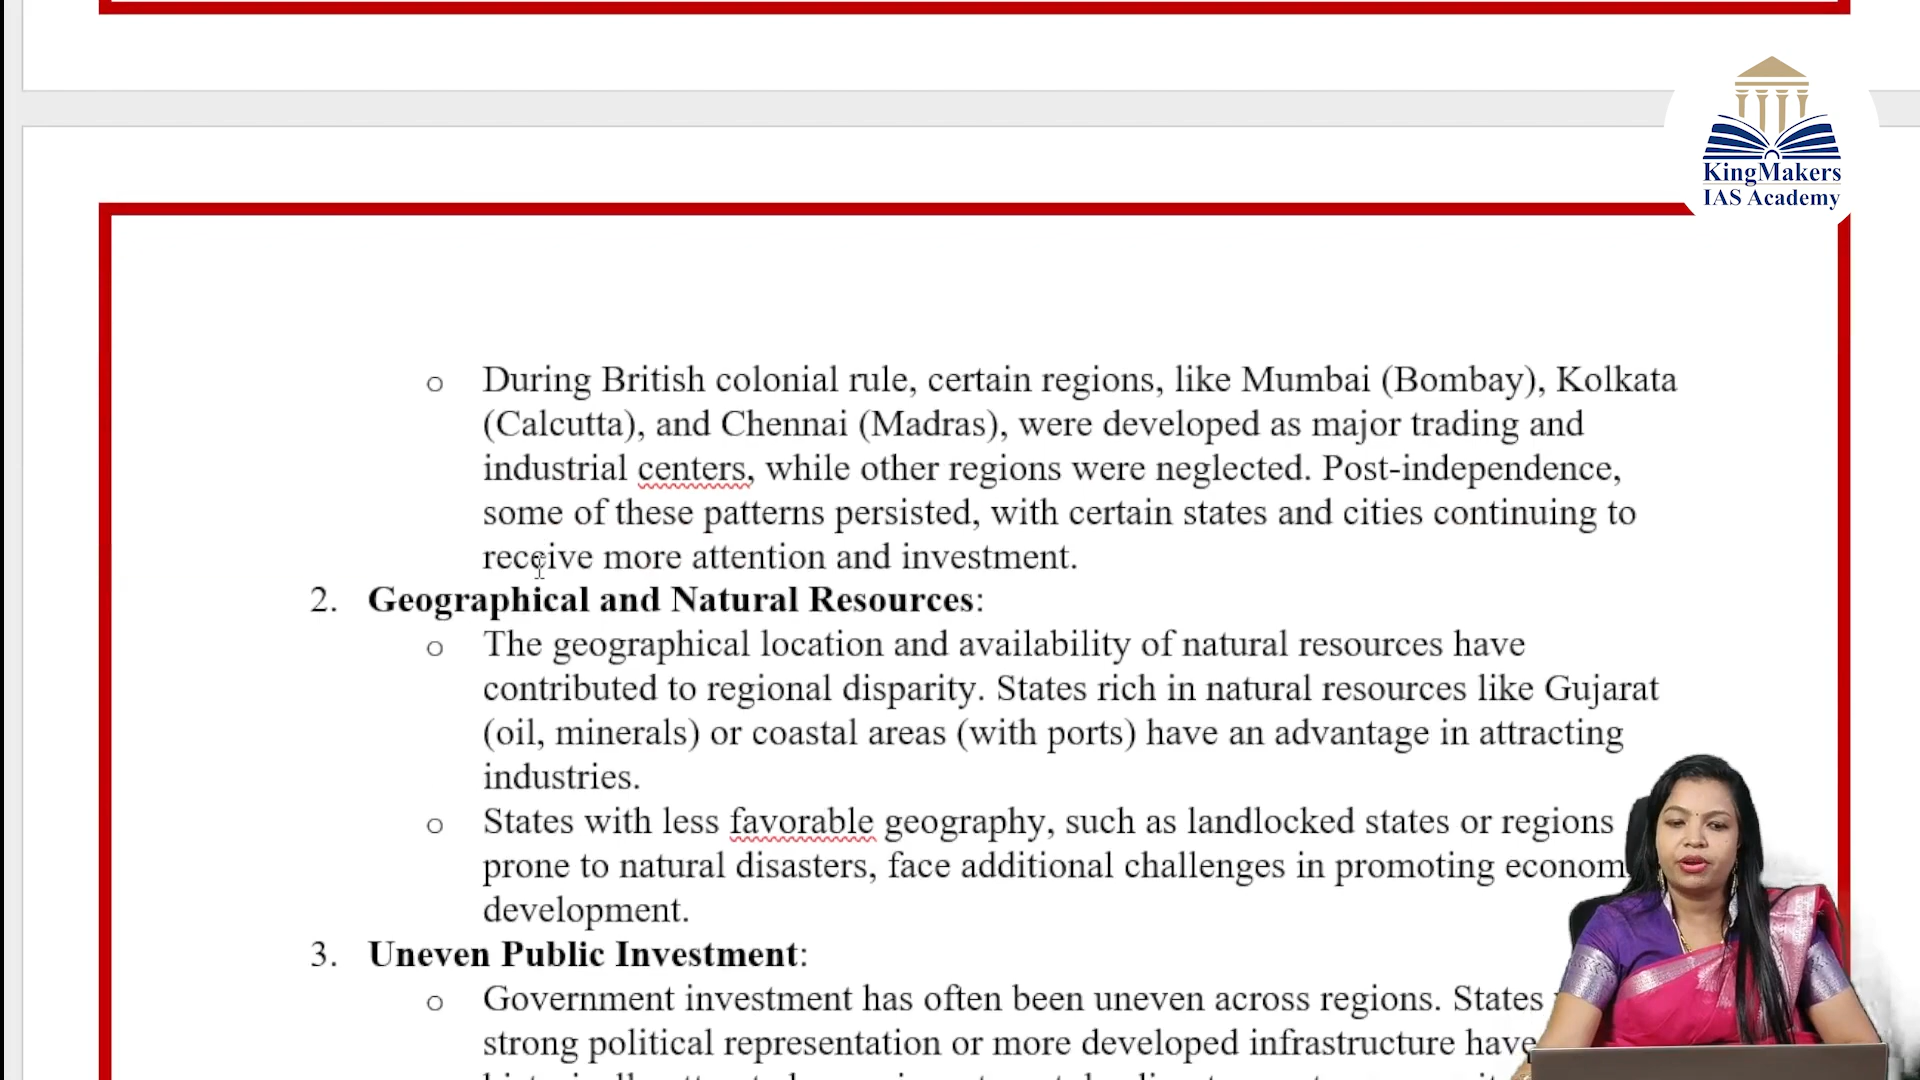 KingMakers
IAS Academy
o During British colonial rule, certain regions, like Mumbai (Bombay), Kolkata
(Calcutta), and Chennai (Madras), were developed as major trading and
industrial centers, while other regions were neglected. Post-independence,
some of these patterns persisted, with certain states and cities continuing to
receive more attention and investment.
2. Geographical and Natural Resources:
o The geographical location and availability of natural resources have
contributed to regional disparity. States rich in natural resources like Gujarat
(oil, minerals) or coastal areas (with ports) have an advantage in attracting
industries.
o States with less favorable geography, such as landlocked states or regions
prone to natural disasters, face additional challenges in promoting econom
development.
3. Uneven Public Investment:
o Government investment has often been uneven across regions. States
strong political representation or more developed infrastructure have